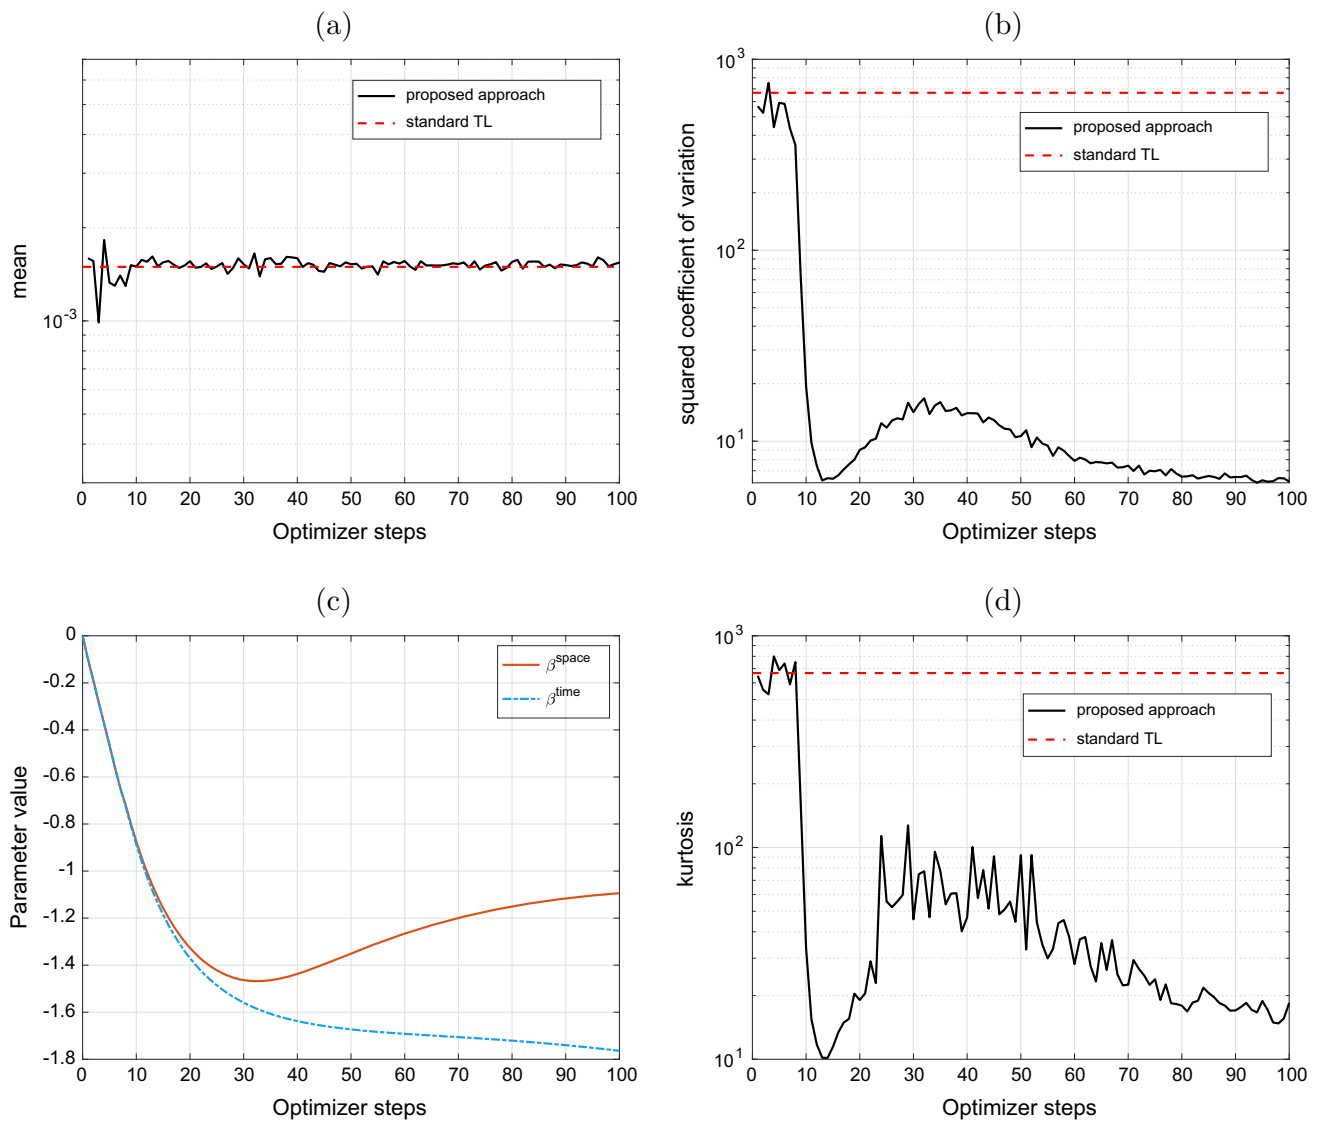 (a)
proposed approach
standard TL
mean
10^-3
0 10 20 30 40 50 60 70 80 90 100
Optimizer steps
(b)
10^3
proposed approach
standard TL
squared coefficient of variation
10^2
10^1
0 10 20 30 40 50 60 70 80 90 100
Optimizer steps
(c)
β^space
β^time
Parameter value
0
-0.2
-0.4
-0.6
-0.8
-1
-1.2
-1.4
-1.6
-1.8
0 10 20 30 40 50 60 70 80 90 100
Optimizer steps
(d)
10^3
proposed approach
standard TL
kurtosis
10^2
10^1
0 10 20 30 40 50 60 70 80 90 100
Optimizer steps